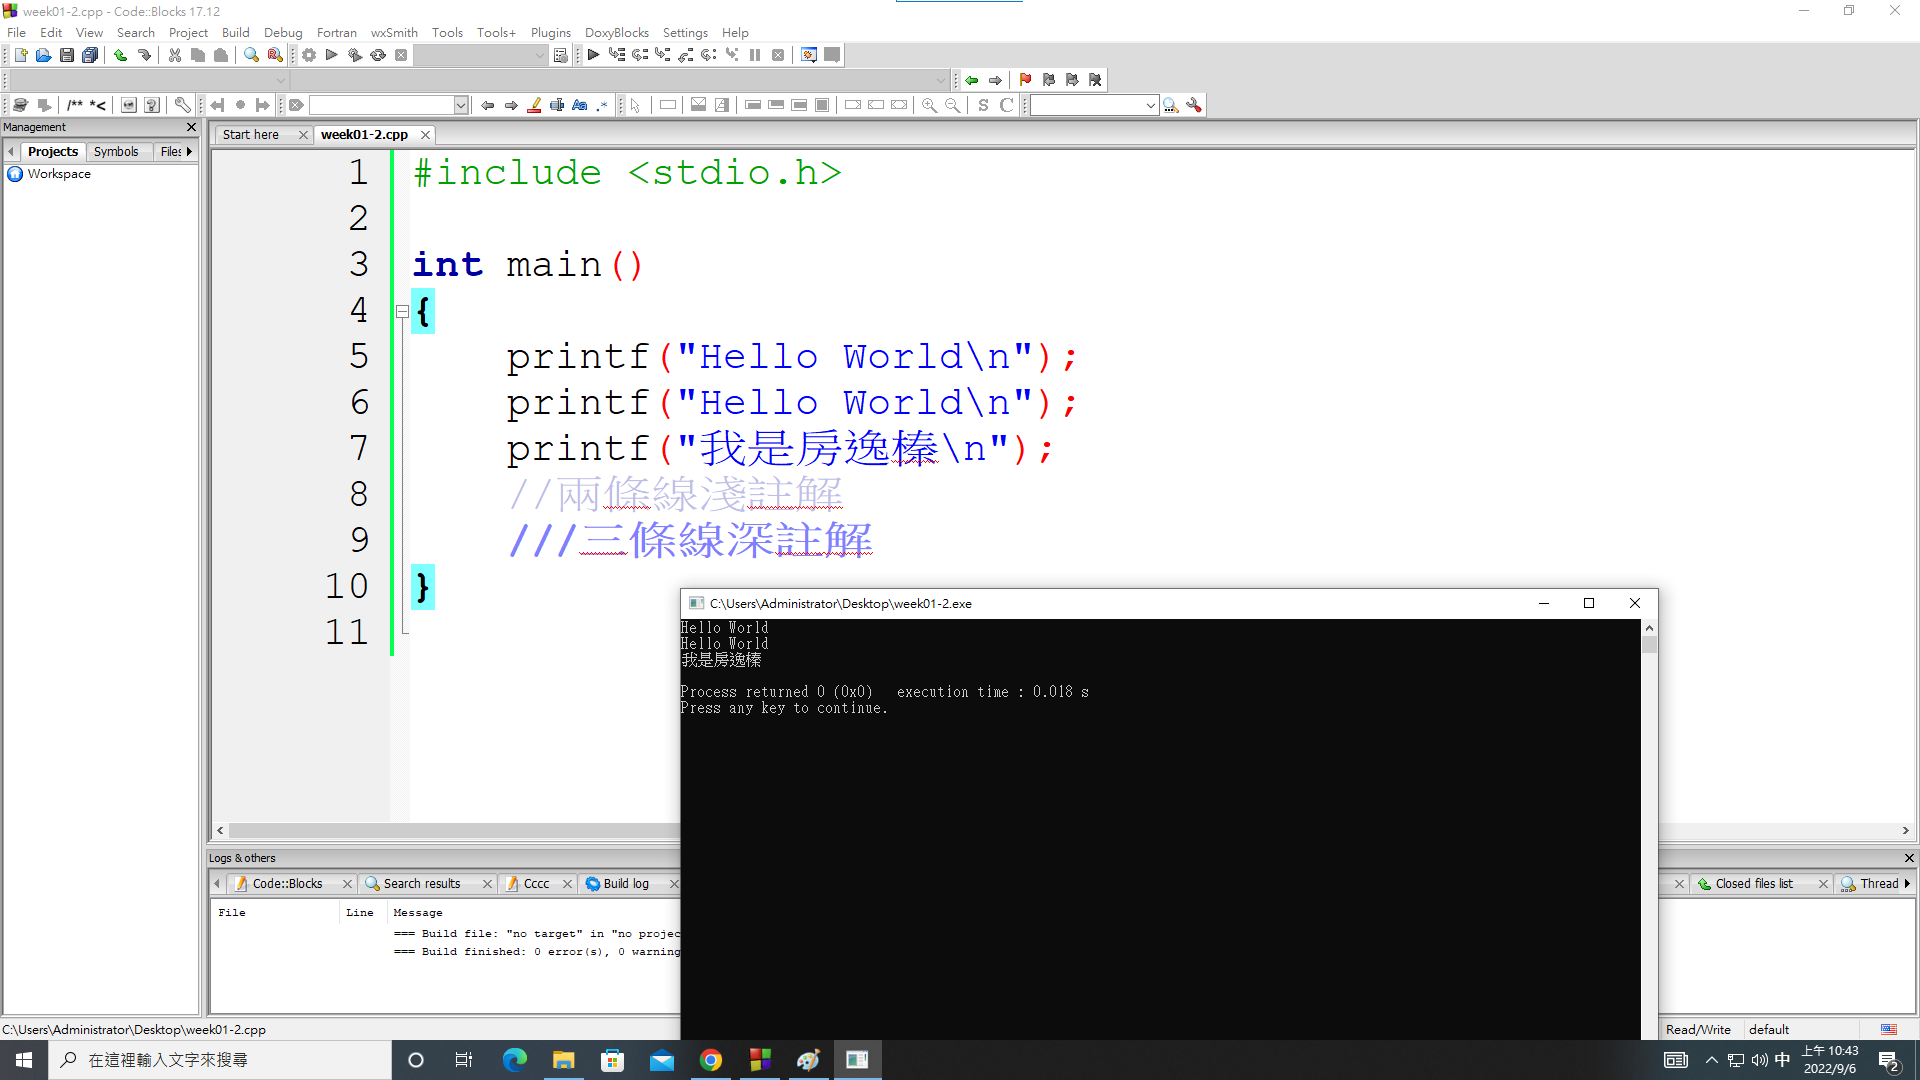 week01-2.cpp - Code::Blocks 17.12
File Edit View Search Project Build Debug Fortran wxSmith Tools Tools+ Plugins DoxyBlocks Settings Help
/** *<
S C
Management
Projects Symbols Files
Workspace
Start here week01-2.cpp
1 #include <stdio.h>
2
3 int main()
4 {
5 printf("Hello World\n");
6 printf("Hello World\n");
7 printf("我是房逸榛\n");
8 //兩條線淺註解
9 ///三條線深註解
10 }
11
C:\Users\Administrator\Desktop\week01-2.exe
Hello World
Hello World
我是房逸榛
Process returned 0 (0x0) execution time : 0.018 s
Press any key to continue.
Logs & others
Code::Blocks Search results Cccc Build log Closed files list Thread
File Line Message
=== Build file: "no target" in "no projec
=== Build finished: 0 error(s), 0 warning
C:\Users\Administrator\Desktop\week01-2.cpp Read/Write default
在這裡輸入文字來搜尋
中
上午 10:43
2022/9/6
2